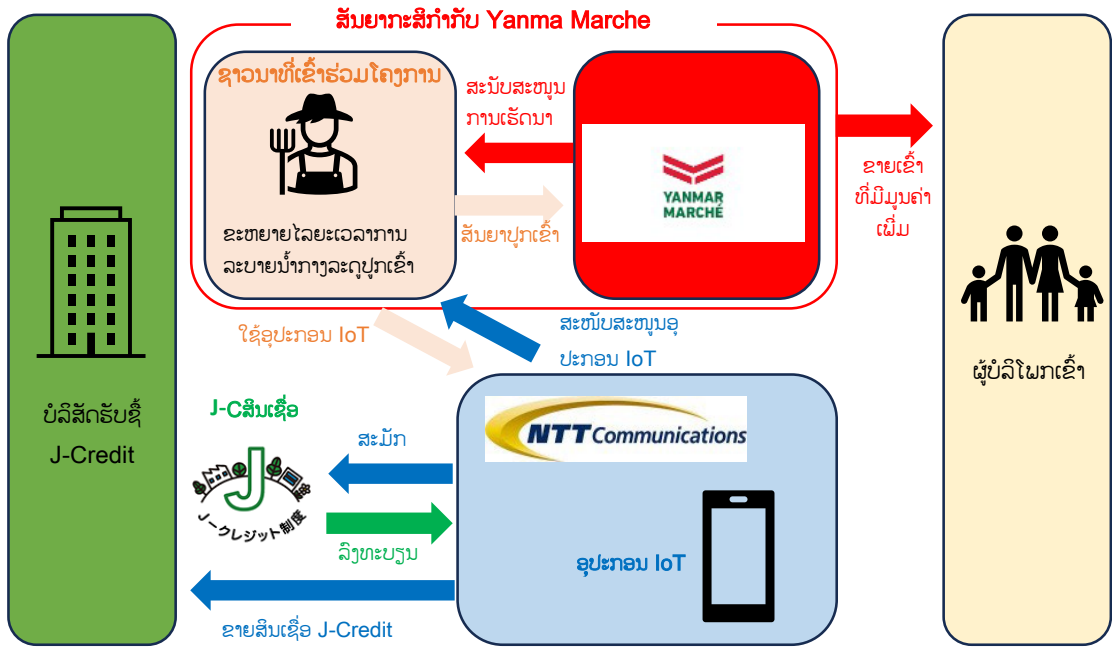 ສັນຍາກະສິກຳກັບ Yanma Marche
ຊາວນາທີ່ເຂົ້າຮ່ວມໂຄງການ
ຂະຫຍາຍໄລຍະເວລາການ
ລະບາຍນ້ຳກາງລະດູປູກເຂົ້າ
ສະນັບສະໜູນ
ການເຮັດນາ
ສັນຍາປູກເຂົ້າ
YANMAR
MARCHÉ
ຂາຍເຂົ້າ
ທີ່ມີມູນຄ່າ
ເພີ່ມ
ບໍລິສັດຮັບຊື້
J-Credit
ຜູ້ບໍລິໂພກເຂົ້າ
ໃຊ້ອຸປະກອນ IoT
ສະໜັບສະໜູນອຸ
ປະກອນ IoT
J-Cສິນເຊື່ອ
J-クレジット制度
ສະມັກ
ລົງທະບຽນ
ຂາຍສິນເຊື່ອ J-Credit
NTT Communications
ອຸປະກອນ IoT